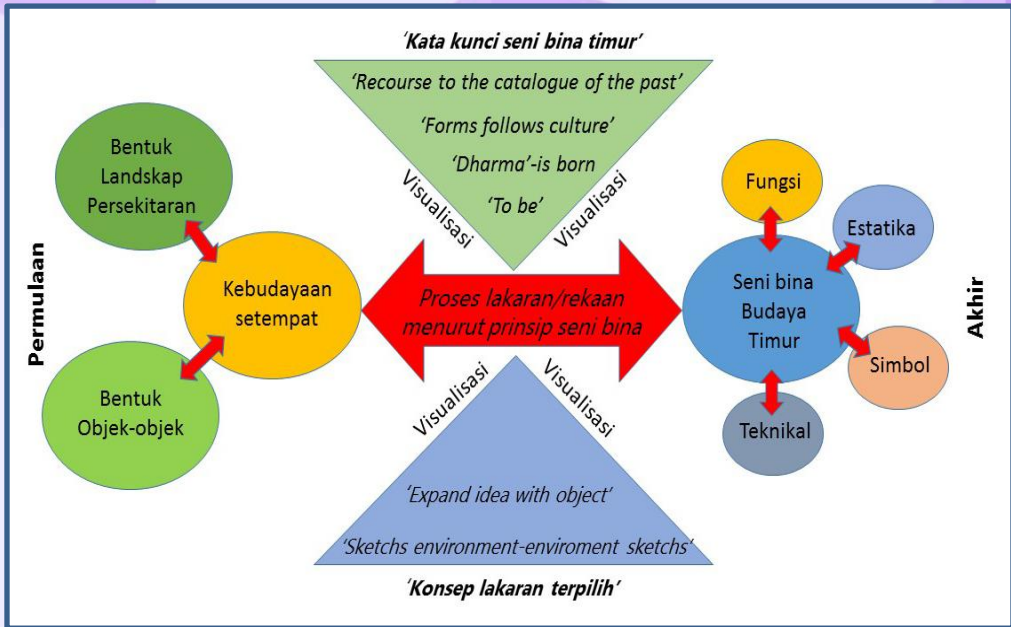 'Kata kunci seni bina timur'
'Recourse to the catalogue of the past'
'Forms follows culture'
'Dharma'-is born
'To be'
Visualisasi
Visualisasi
Permulaan
Bentuk
Landskap
Persekitaran
Kebudayaan
setempat
Bentuk
Objek-objek
Proses lakaran/rekaan
menurut prinsip seni bina
Fungsi
Estatika
Seni bina
Budaya
Timur
Simbol
Teknikal
Akhir
Visualisasi
Visualisasi
'Expand idea with object'
'Sketchs environment-enviroment sketchs'
'Konsep lakaran terpilih'